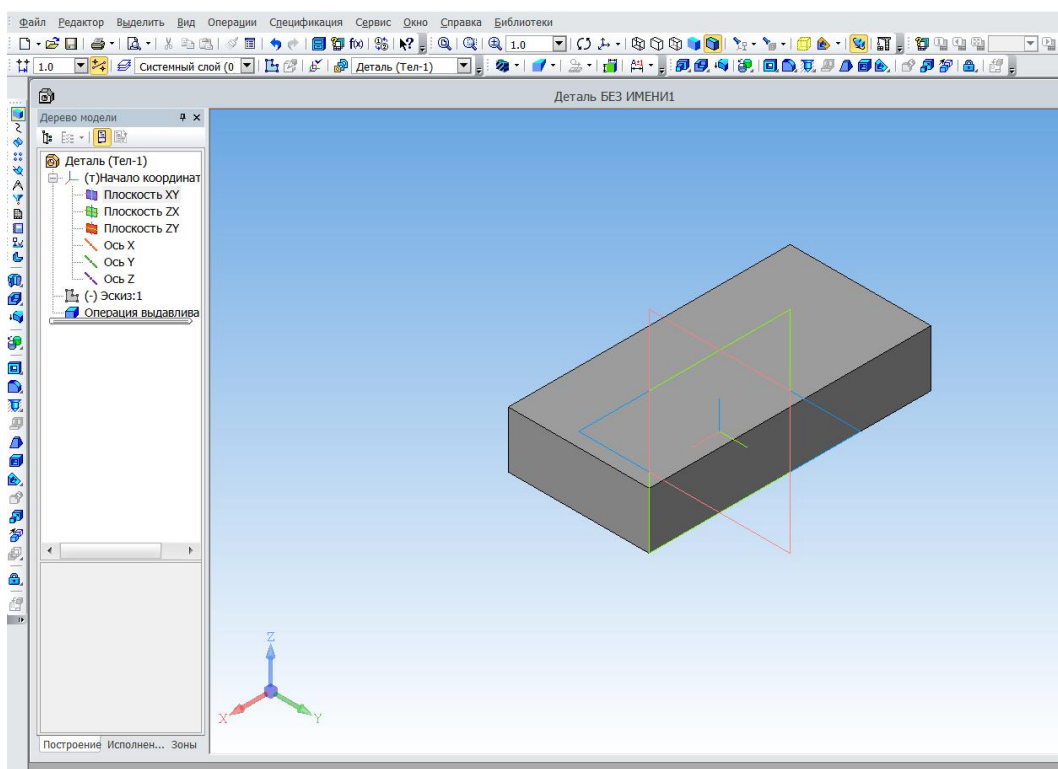 Файл Редактор Выделить Вид Операции Спецификация Сервис Окно Справка Библиотеки
1.0
1.0 Системный слой (0 Деталь (Тел-1)
Деталь БЕЗ ИМЕНИ1
Дерево модели
Деталь (Тел-1)
(т)Начало координат
Плоскость XY
Плоскость ZX
Плоскость ZY
Ось X
Ось Y
Ось Z
(-) Эскиз:1
Операция выдавлива
Z
X
Y
Построение Исполнен... Зоны